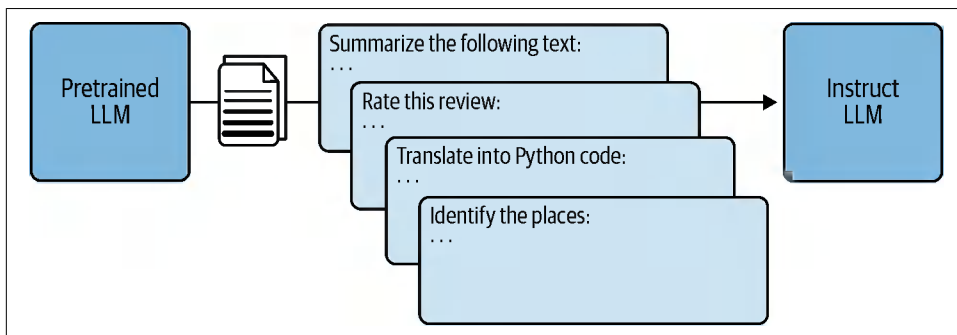 Pretrained
LLM
Summarize the following text:
...
Rate this review:
...
Translate into Python code:
...
Identify the places:
...
Instruct
LLM